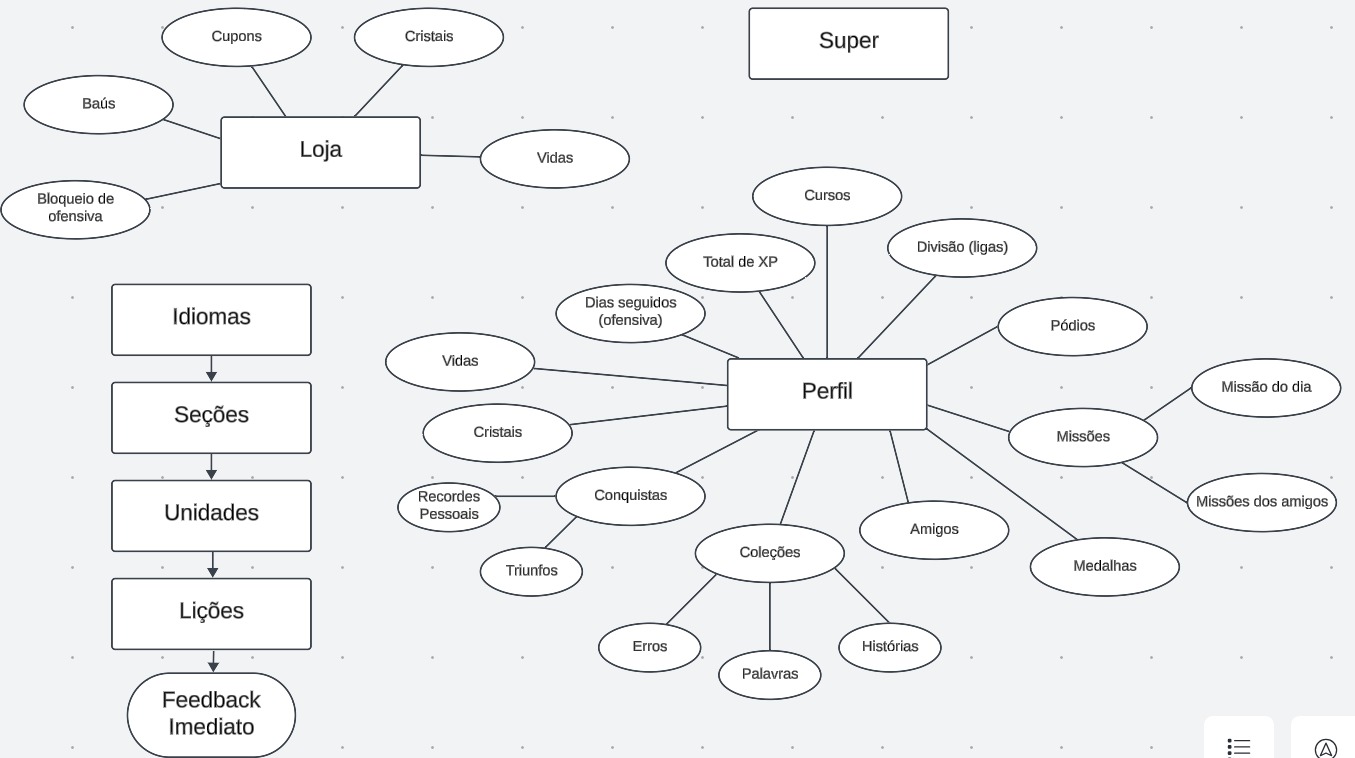 Cupons
Cristais
Super
Baús
Loja
Vidas
Bloqueio de
ofensiva
Cursos
Divisão (ligas)
Total de XP
Dias seguidos
(ofensiva)
Idiomas
Pódios
Vidas
Perfil
Missão do dia
Seções
Cristais
Missões
Conquistas
Recordes
Pessoais
Missões dos amigos
Unidades
Amigos
Coleções
Medalhas
Triunfos
Lições
Erros
Histórias
Palavras
Feedback
Imediato